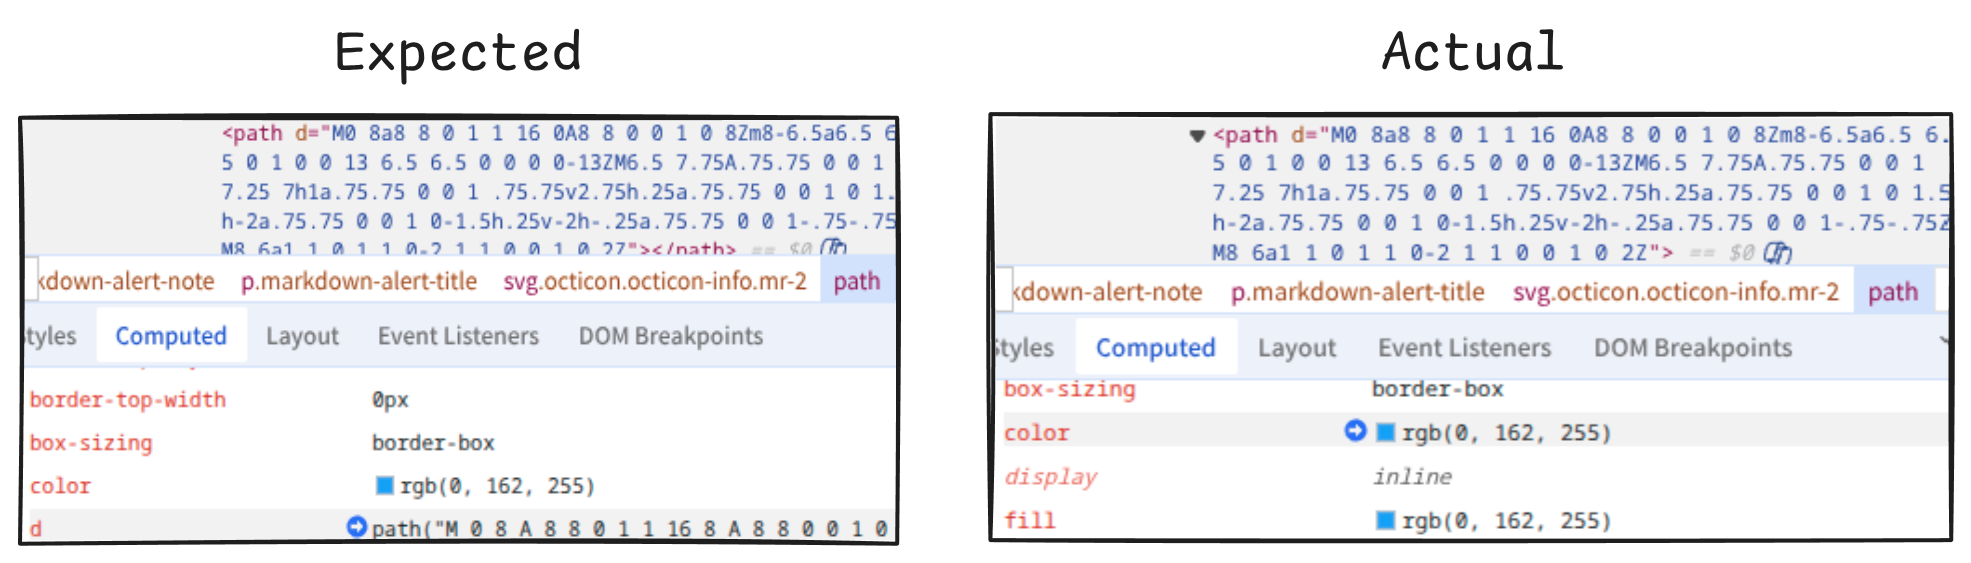 Expected
<path d="M0 8a8 8 0 1 1 16 0A8 8 0 0 1 0 8Zm8-6.5a6.5 6
5 0 1 0 0 13 6.5 6.5 0 0 0 0-13ZM6.5 7.75A.75.75 0 0 1
7.25 7h1a.75.75 0 0 1 .75.75v2.75h.25a.75.75 0 0 1 0 1.
h-2a.75.75 0 0 1 0-1.5h.25v-2h-.25a.75.75 0 0 1-.75-.75
M8 6a1 1 0 1 1 0-2 1 1 0 0 1 0 2Z"></path> == $0
kdown-alert-note p.markdown-alert-title svg.octicon.octicon-info.mr-2 path
tyles Computed Layout Event Listeners DOM Breakpoints
border-top-width 0px
box-sizing border-box
color rgb(0, 162, 255)
d path("M 0 8 A 8 8 0 1 1 16 8 A 8 8 0 0 1 0
Actual
<path d="M0 8a8 8 0 1 1 16 0A8 8 0 0 1 0 8Zm8-6.5a6.5 6.
5 0 1 0 0 13 6.5 6.5 0 0 0 0-13ZM6.5 7.75A.75.75 0 0 1
7.25 7h1a.75.75 0 0 1 .75.75v2.75h.25a.75.75 0 0 1 0 1.5
h-2a.75.75 0 0 1 0-1.5h.25v-2h-.25a.75.75 0 0 1-.75-.75Z
M8 6a1 1 0 1 1 0-2 1 1 0 0 1 0 2Z"> == $0
kdown-alert-note p.markdown-alert-title svg.octicon.octicon-info.mr-2 path
Styles Computed Layout Event Listeners DOM Breakpoints
box-sizing border-box
color rgb(0, 162, 255)
display inline
fill rgb(0, 162, 255)